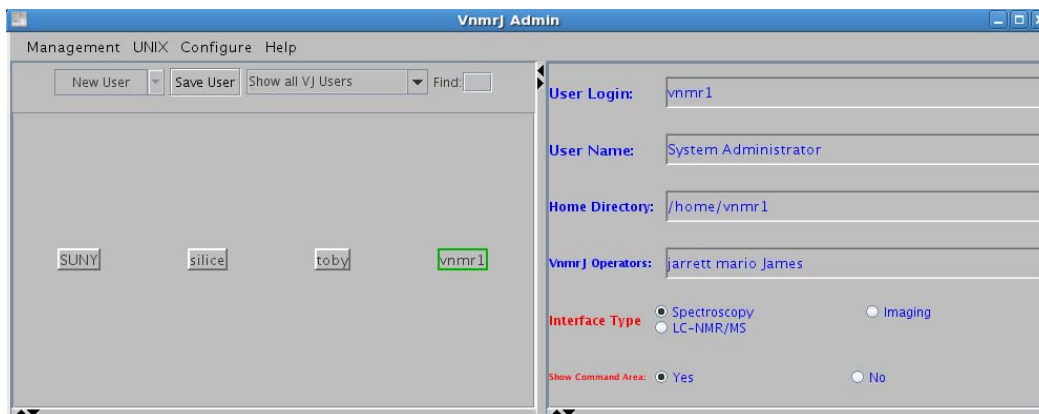 VnmrJ Admin
Management UNIX Configure Help
New User Save User Show all VJ Users Find:
SUNY silice toby vnmr1
User Login: vnmr1
User Name: System Administrator
Home Directory: /home/vnmr1
VnmrJ Operators: jarrett mario James
Interface Type Spectroscopy Imaging
LC-NMR/MS
Show Command Area: Yes No